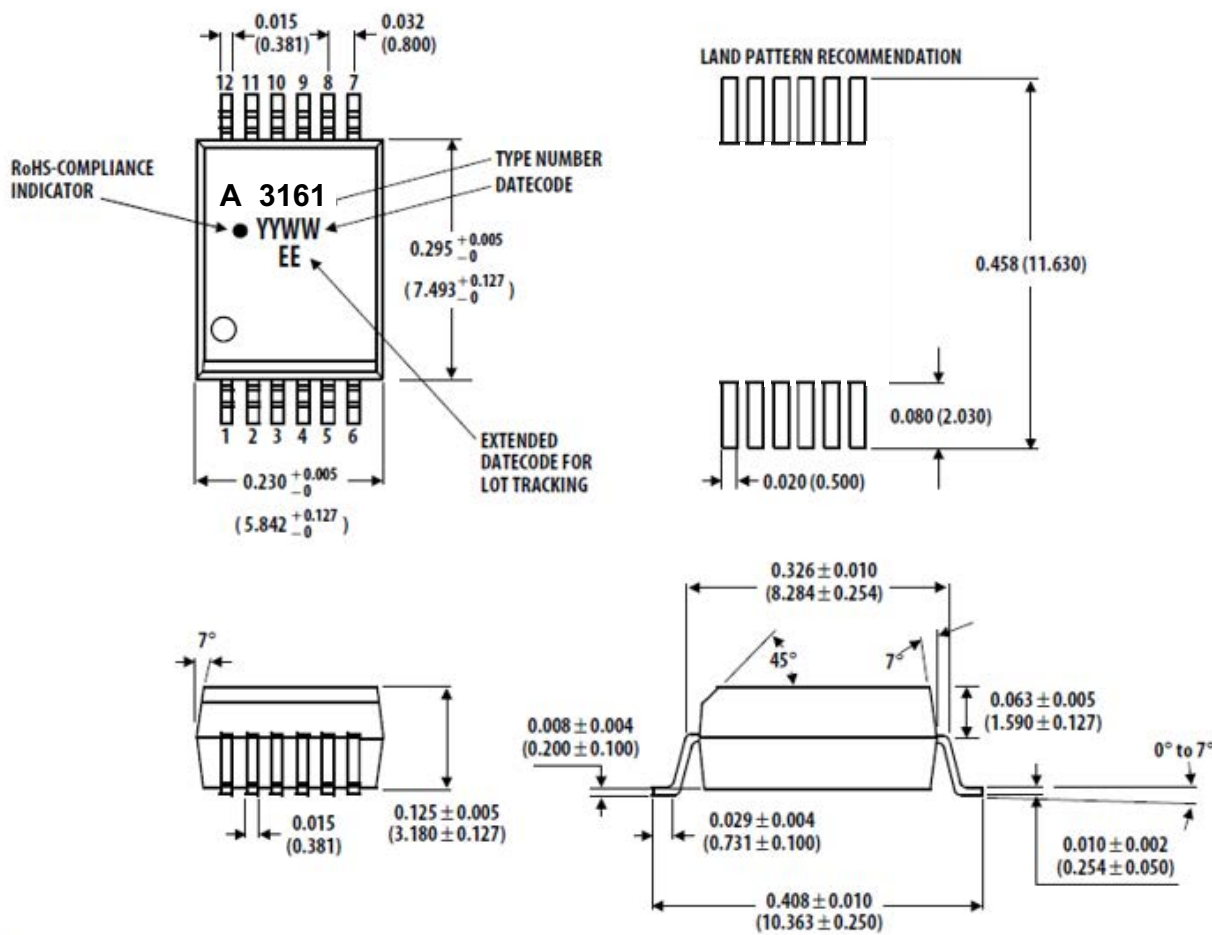 0.015
(0.381)
0.032
(0.800)
12 11 10 9 8 7
LAND PATTERN RECOMMENDATION
RoHS-COMPLIANCE
INDICATOR
A 3161
YYWW
EE
TYPE NUMBER
DATECODE
0.295 +0.005
−0
(7.493 +0.127
−0 )
0.458 (11.630)
1 2 3 4 5 6
0.080 (2.030)
EXTENDED
DATECODE FOR
LOT TRACKING
0.230 +0.005
−0
(5.842 +0.127
−0 )
0.020 (0.500)
0.326 ± 0.010
(8.284 ± 0.254)
7°
45°
7°
0.063 ± 0.005
(1.590 ± 0.127)
0.008 ± 0.004
(0.200 ± 0.100)
0° to 7°
0.125 ± 0.005
(3.180 ± 0.127)
0.015
(0.381)
0.029 ± 0.004
(0.731 ± 0.100)
0.010 ± 0.002
(0.254 ± 0.050)
0.408 ± 0.010
(10.363 ± 0.250)